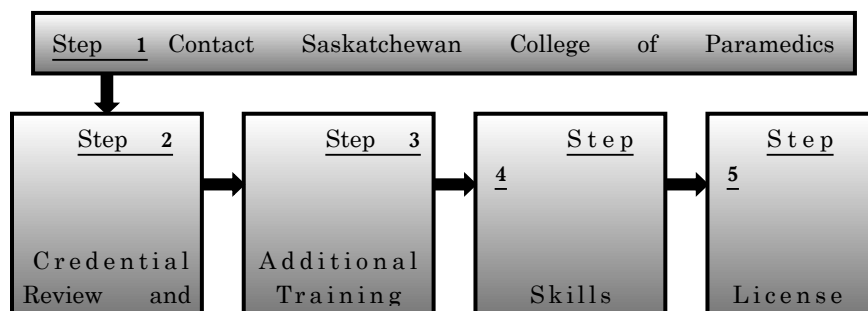 Step 1 Contact Saskatchewan College of Paramedics
Step 2
Credential
Review and
Step 3
Additional
Training
Step
4
Skills
Step
5
License